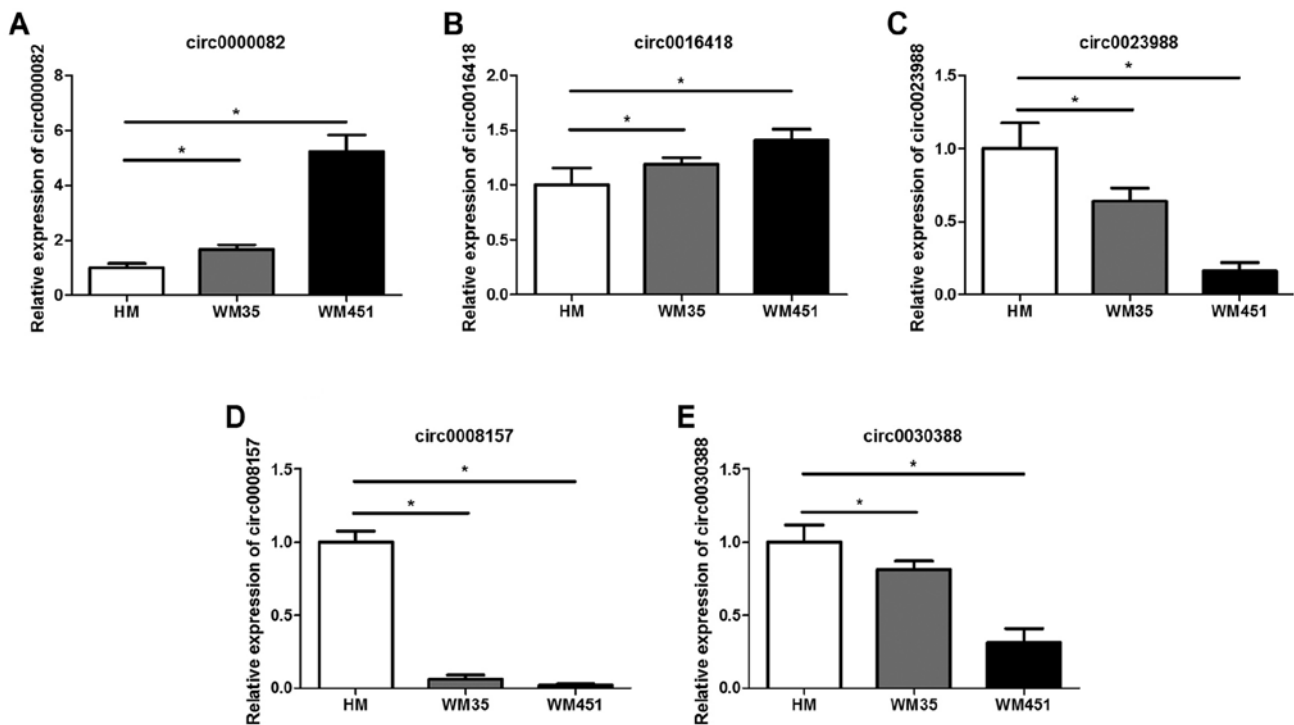 A
circ0000082
Relative expression of circ0000082
8
6
4
2
0
*
*
HM
WM35
WM451
B
circ0016418
Relative expression of circ0016418
2.0
1.5
1.0
0.5
0.0
*
*
HM
WM35
WM451
C
circ0023988
Relative expression of circ0023988
1.5
1.0
0.5
0.0
*
*
HM
WM35
WM451
D
circ0008157
Relative expression of circ0008157
1.5
1.0
0.5
0.0
*
*
HM
WM35
WM451
E
circ0030388
Relative expression of circ0030388
1.5
1.0
0.5
0.0
*
*
HM
WM35
WM451